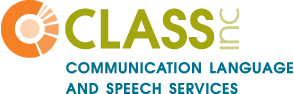 CLASS inc
COMMUNICATION LANGUAGE
AND SPEECH SERVICES